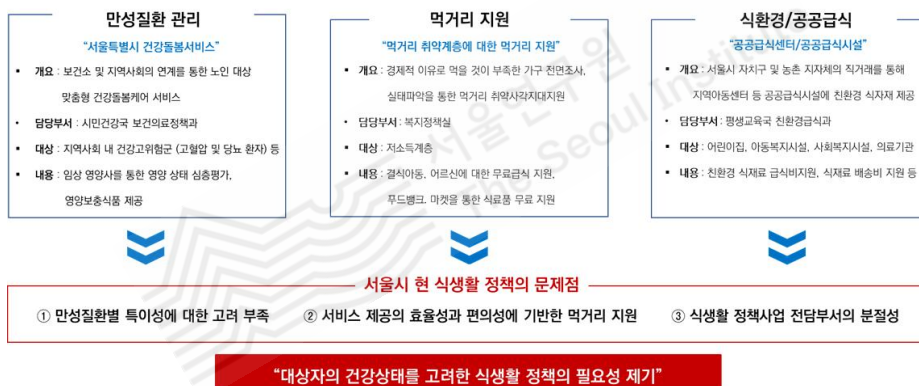 만성질환 관리
“서울특별시 건강돌봄서비스”
▪ 개요 : 보건소 및 지역사회의 연계를 통한 노인 대상
맞춤형 건강돌봄케어 서비스
• 담당부서 : 시민건강국 보건의료정책과
▪ 대상 : 지역사회 내 건강고위험군 (고혈압 및 당뇨 환자) 등
▪ 내용 : 임상 영양사를 통한 영양 상태 심층평가,
영양보충식품 제공
먹거리 지원
“먹거리 취약계층에 대한 먹거리 지원”
▪ 개요 : 경제적 이유로 먹을 것이 부족한 가구 전면조사,
실태파악을 통한 먹거리 취약사각지대지원
• 담당부서 : 복지정책실
▪ 대상 : 저소득계층
▪ 내용 : 결식아동, 어르신에 대한 무료급식 지원,
푸드뱅크. 마켓을 통한 식료품 무료 지원
식환경/공공급식
“공공급식센터/공공급식시설”
▪ 개요 : 서울시 자치구 및 농촌 지자체의 직거래를 통해
지역아동센터 등 공공급식시설에 친환경 식자재 제공
• 담당부서 : 평생교육국 친환경급식과
▪ 대상 : 어린이집, 아동복지시설, 사회복지시설, 의료기관
▪ 내용 : 친환경 식재료 급식비지원, 식재료 배송비 지원 등
서울시 현 식생활 정책의 문제점
① 만성질환별 특이성에 대한 고려 부족
② 서비스 제공의 효율성과 편의성에 기반한 먹거리 지원
③ 식생활 정책사업 전담부서의 분절성
“대상자의 건강상태를 고려한 식생활 정책의 필요성 제기”
서울연구원
The Seoul Institute